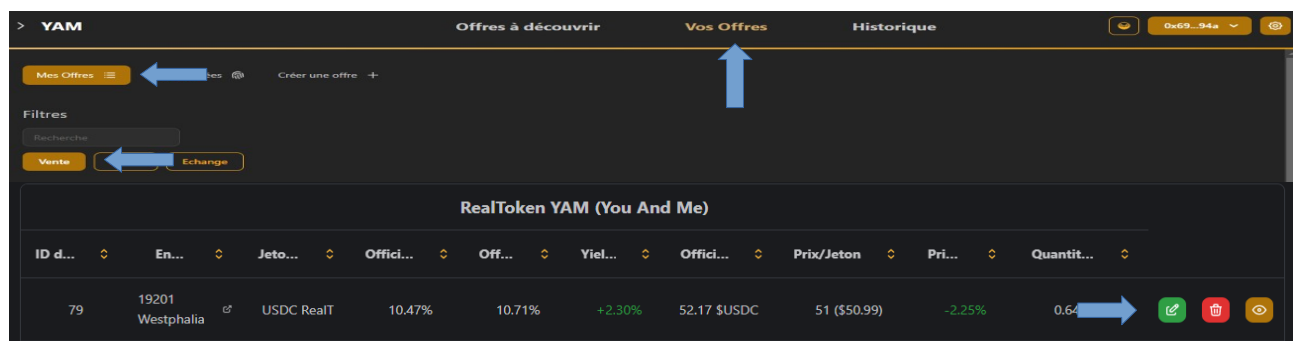 > YAM Offres à découvrir Vos Offres Historique 0x69...94a
Mes Offres Créer une offre +
Filtres
Recherche
Vente Echange
RealToken YAM (You And Me)
ID d... En... Jeto... Offici... Off... Yiel... Offici... Prix/Jeton Pri... Quantit...
19201
79 USDC RealT 10.47% 10.71% +2.30% 52.17 $USDC 51 ($50.99) -2.25%
Westphalia